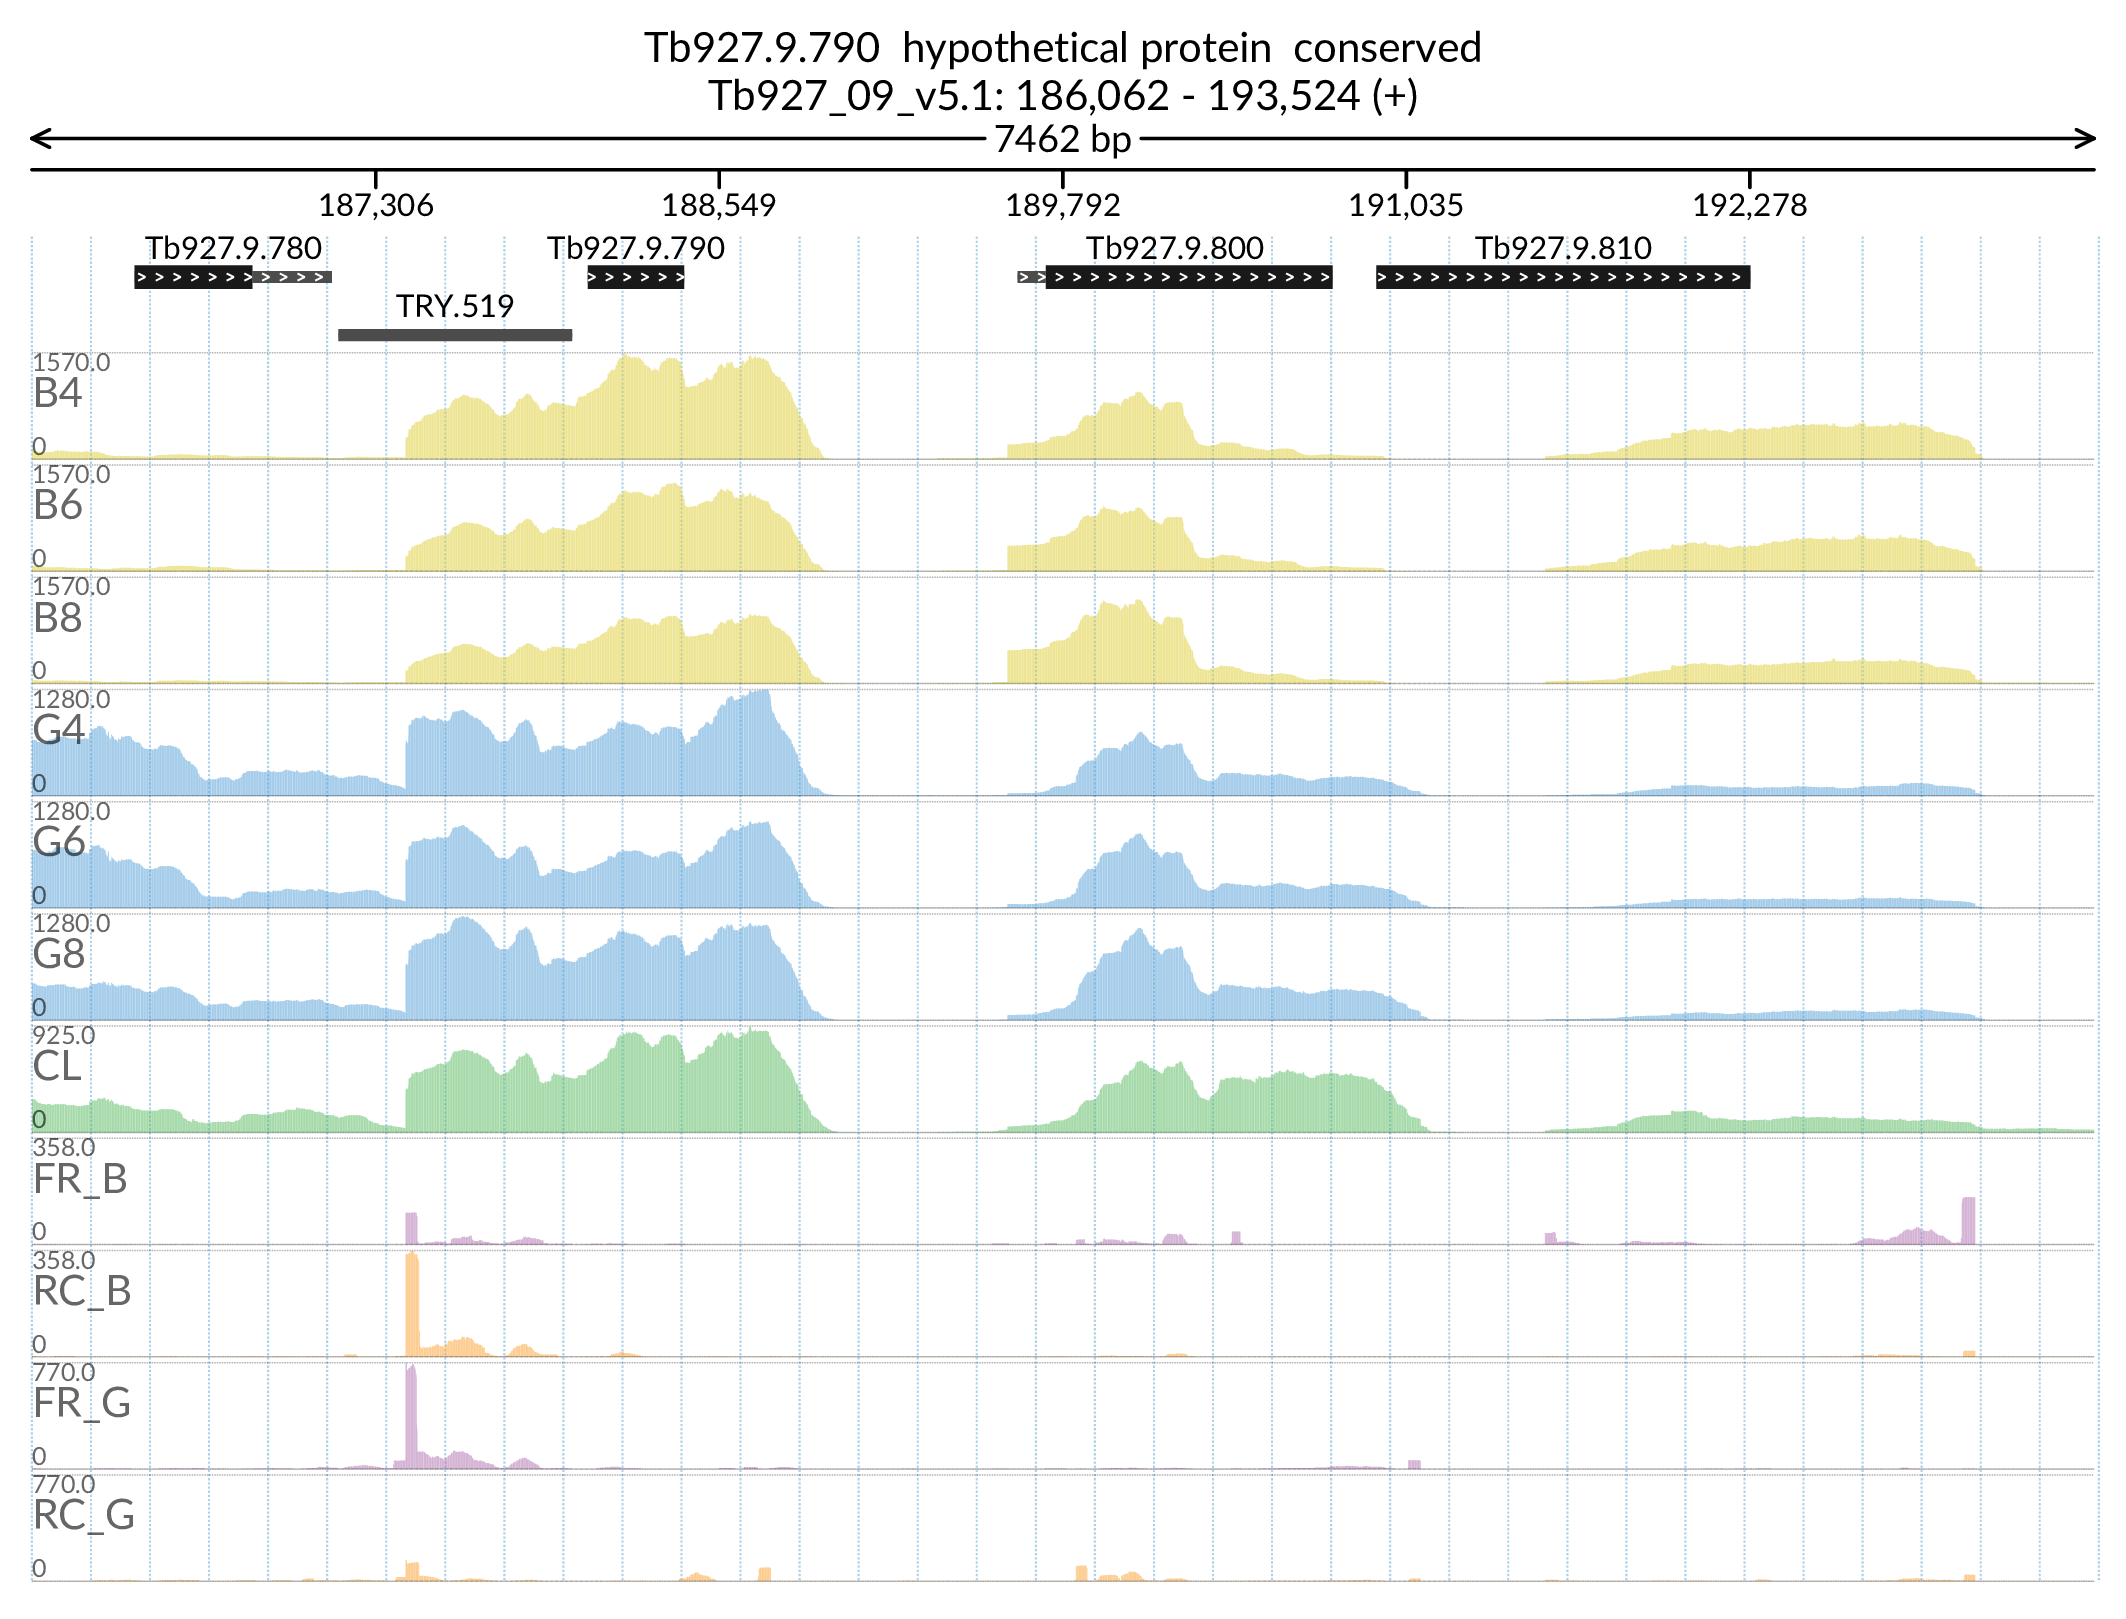 Tb927.9.790  hypothetical protein  conserved
Tb927_09_v5.1: 186,062 - 193,524 (+)
7462 bp
187,306 188,549 189,792 191,035 192,278
Tb927.9.780 Tb927.9.790 Tb927.9.800 Tb927.9.810
TRY.519
1570.0
B4
0
1570.0
B6
0
1570.0
B8
0
1280.0
G4
0
1280.0
G6
0
1280.0
G8
0
925.0
CL
0
358.0
FR_B
0
358.0
RC_B
0
770.0
FR_G
0
770.0
RC_G
0